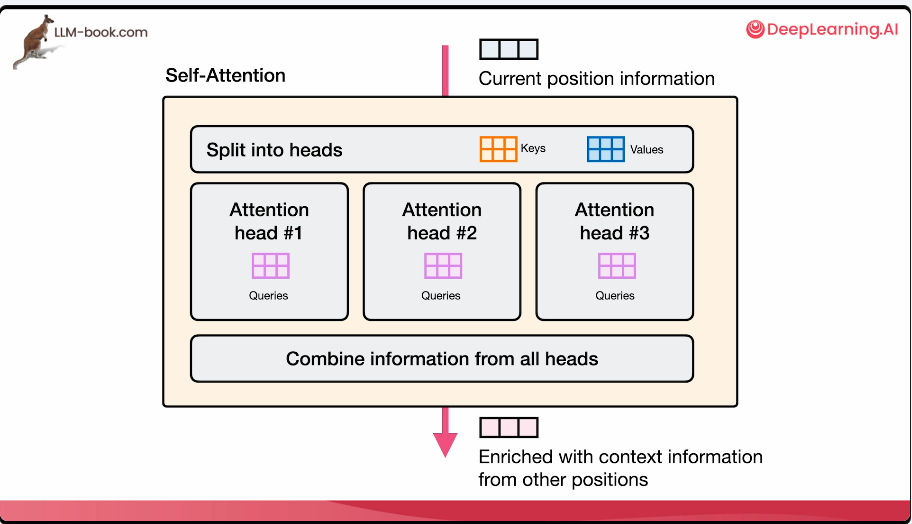 LLM-book.com
DeepLearning.AI
Current position information
Self-Attention
Split into heads
Keys
Values
Attention
head #1
Queries
Attention
head #2
Queries
Attention
head #3
Queries
Combine information from all heads
Enriched with context information
from other positions